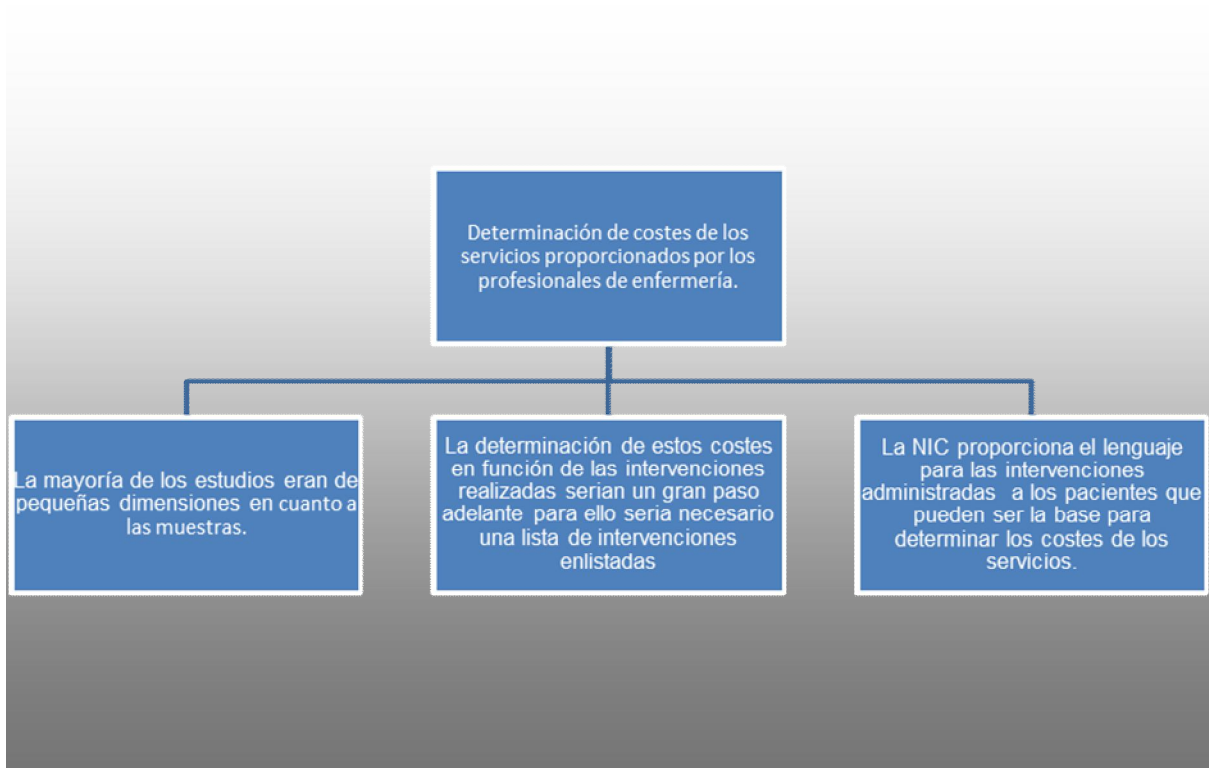 Determinación de costes de los
servicios proporcionados por los
profesionales de enfermería.
La mayoría de los estudios eran de
pequeñas dimensiones en cuanto a
las muestras.
La determinación de estos costes
en función de las intervenciones
realizadas serian un gran paso
adelante para ello seria necesario
una lista de intervenciones
enlistadas
La NIC proporciona el lenguaje
para las intervenciones
administradas a los pacientes que
pueden ser la base para
determinar los costes de los
servicios.